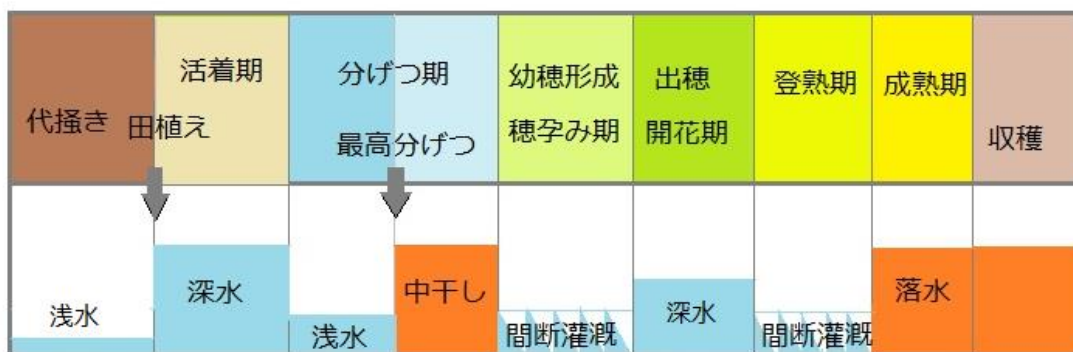 代掻き
田植え
活着期
分げつ期
最高分げつ
幼穂形成
穂孕み期
出穂
開花期
登熟期
成熟期
収穫
浅水
深水
浅水
中干し
間断灌漑
深水
間断灌漑
落水